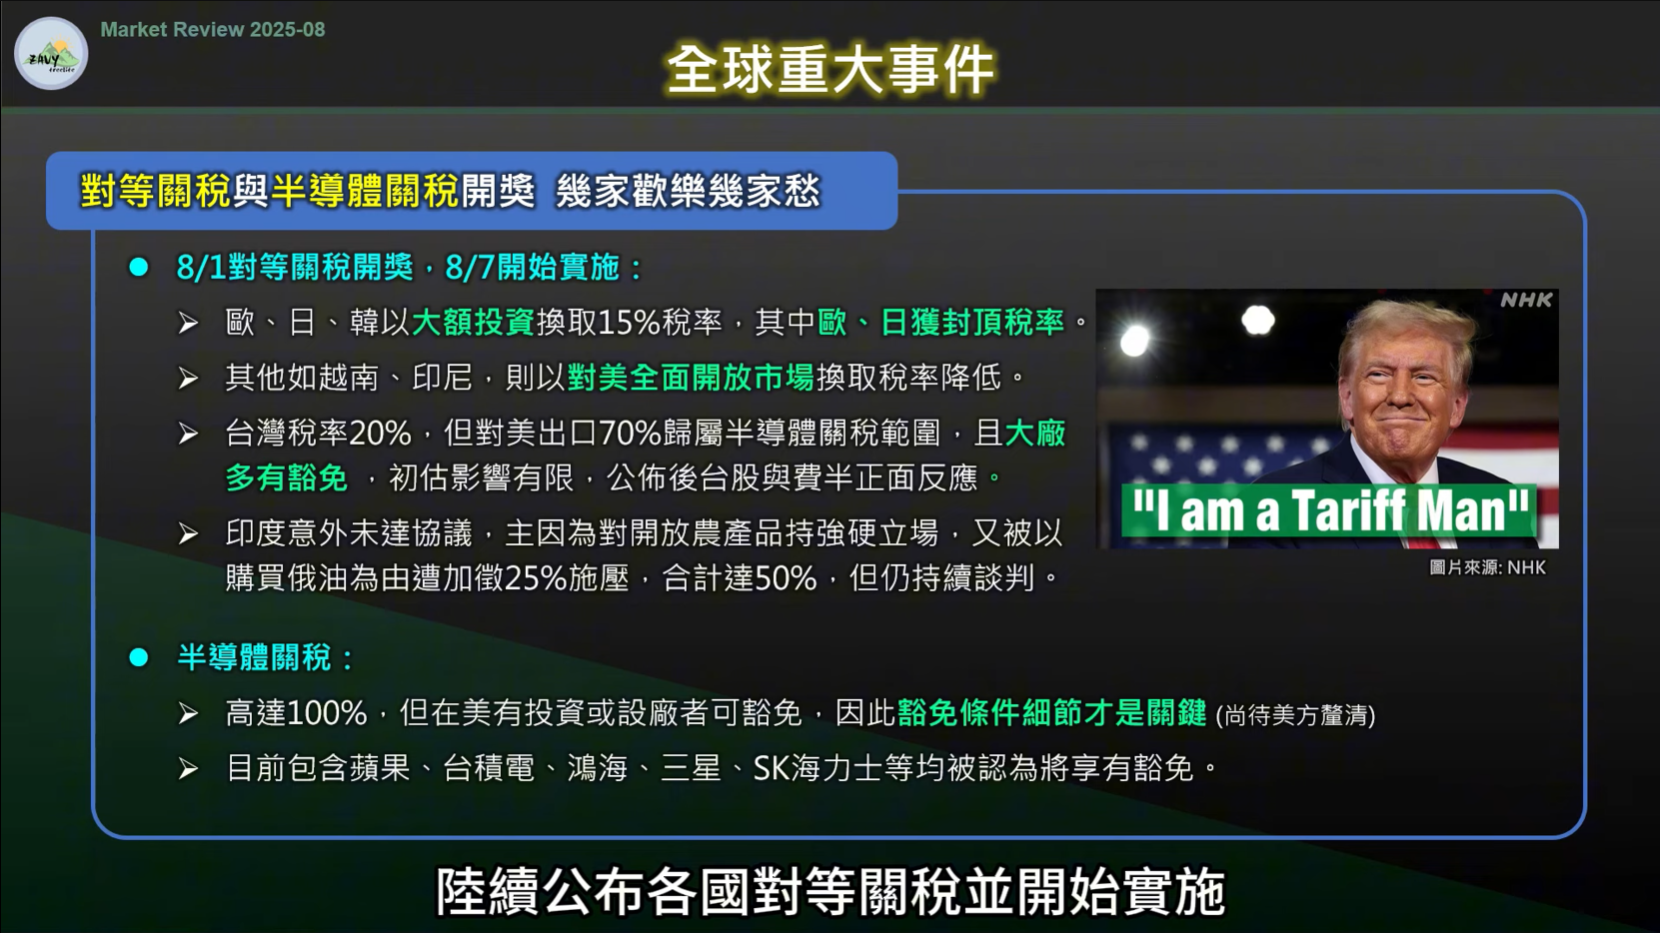 Market Review 2025-08
ZAVY
treelife
全球重大事件
對等關稅與半導體關稅開獎 幾家歡樂幾家愁
● 8/1對等關稅開獎，8/7開始實施：
➢ 歐、日、韓以大額投資換取15%稅率，其中歐、日獲封頂稅率。
➢ 其他如越南、印尼，則以對美全面開放市場換取稅率降低。
➢ 台灣稅率20%，但對美出口70%歸屬半導體關稅範圍，且大廠
多有豁免 ，初估影響有限，公佈後台股與費半正面反應。
➢ 印度意外未達協議，主因為對開放農產品持強硬立場，又被以
購買俄油為由遭加徵25%施壓，合計達50%，但仍持續談判。
NHK
"I am a Tariff Man"
圖片來源: NHK
● 半導體關稅：
➢ 高達100%，但在美有投資或設廠者可豁免，因此豁免條件細節才是關鍵 (尚待美方釐清)
➢ 目前包含蘋果、台積電、鴻海、三星、SK海力士等均被認為將享有豁免。
陸續公布各國對等關稅並開始實施